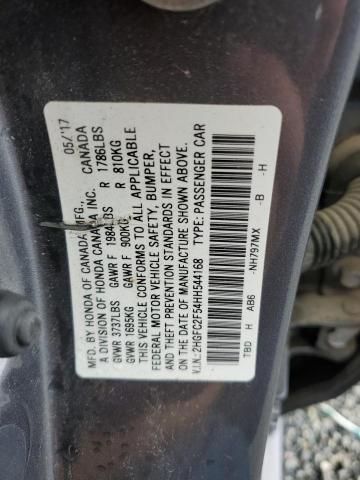 MFD. BY HONDA OF CANADA MFG., 05/'17
A DIVISION OF HONDA CANADA INC. CANADA
GVWR 3737LBS GAWR F 1984LBS R 1786LBS
GVWR 1695KG GAWR F 900KG R 810KG
THIS VEHICLE CONFORMS TO ALL APPLICABLE
FEDERAL MOTOR VEHICLE SAFETY, BUMPER,
AND THEFT PREVENTION STANDARDS IN EFFECT
ON THE DATE OF MANUFACTURE SHOWN ABOVE.
V.I.N.: 2HGFC2F54HH544168 TYPE: PASSENGER CAR
TBD H AB6 -NH797MX -B -H